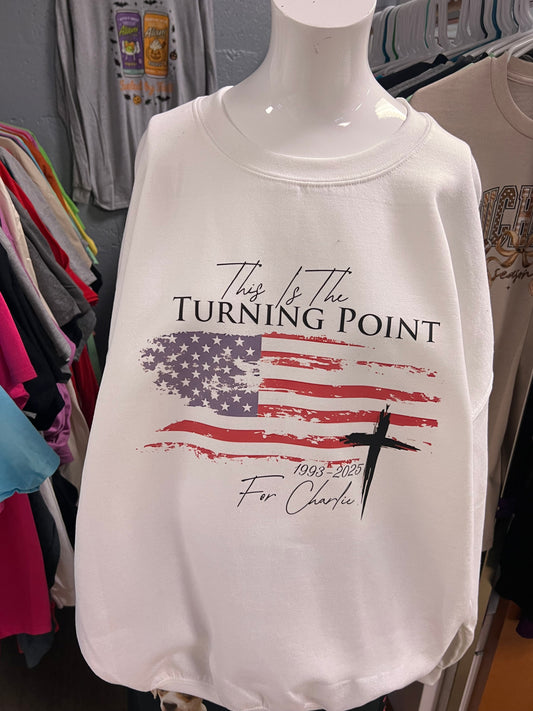 This Is The
TURNING POINT
1993-2025
For Charlie